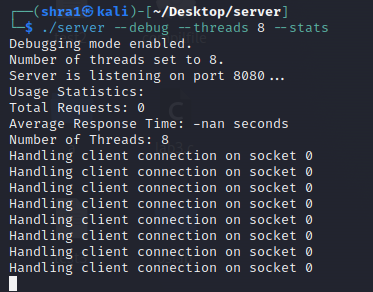 ┌──(shra1㉿kali)-[~/Desktop/server]
└─$ ./server --debug --threads 8 --stats
Debugging mode enabled.
Number of threads set to 8.
Server is listening on port 8080...
Usage Statistics:
Total Requests: 0
Average Response Time: -nan seconds
Number of Threads: 8
Handling client connection on socket 0
Handling client connection on socket 0
Handling client connection on socket 0
Handling client connection on socket 0
Handling client connection on socket 0
Handling client connection on socket 0
Handling client connection on socket 0
Handling client connection on socket 0